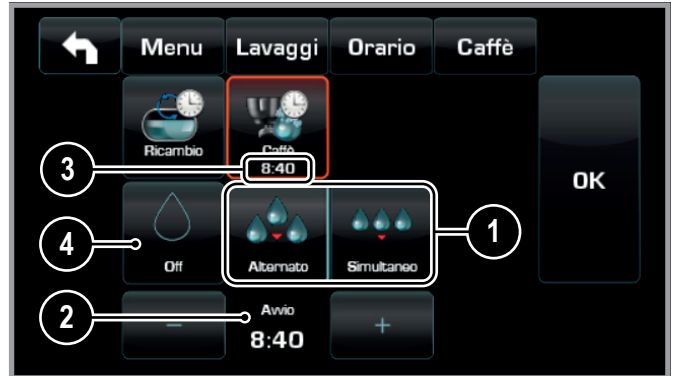 Menu Lavaggi Orario Caffè
Ricambio Caffè
3 8:40
OK
1
4 Off Alternato Simultaneo
2 Avvio
- 8:40 +